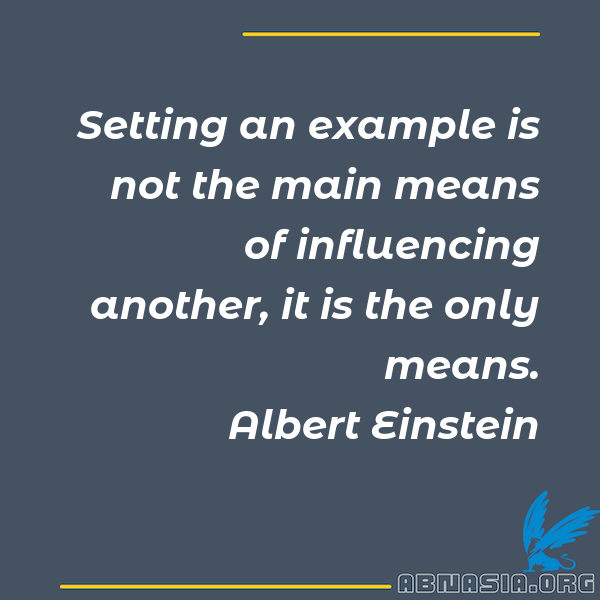 Setting an example is
not the main means
of influencing
another, it is the only
means.
Albert Einstein
ABNASIA.ORG